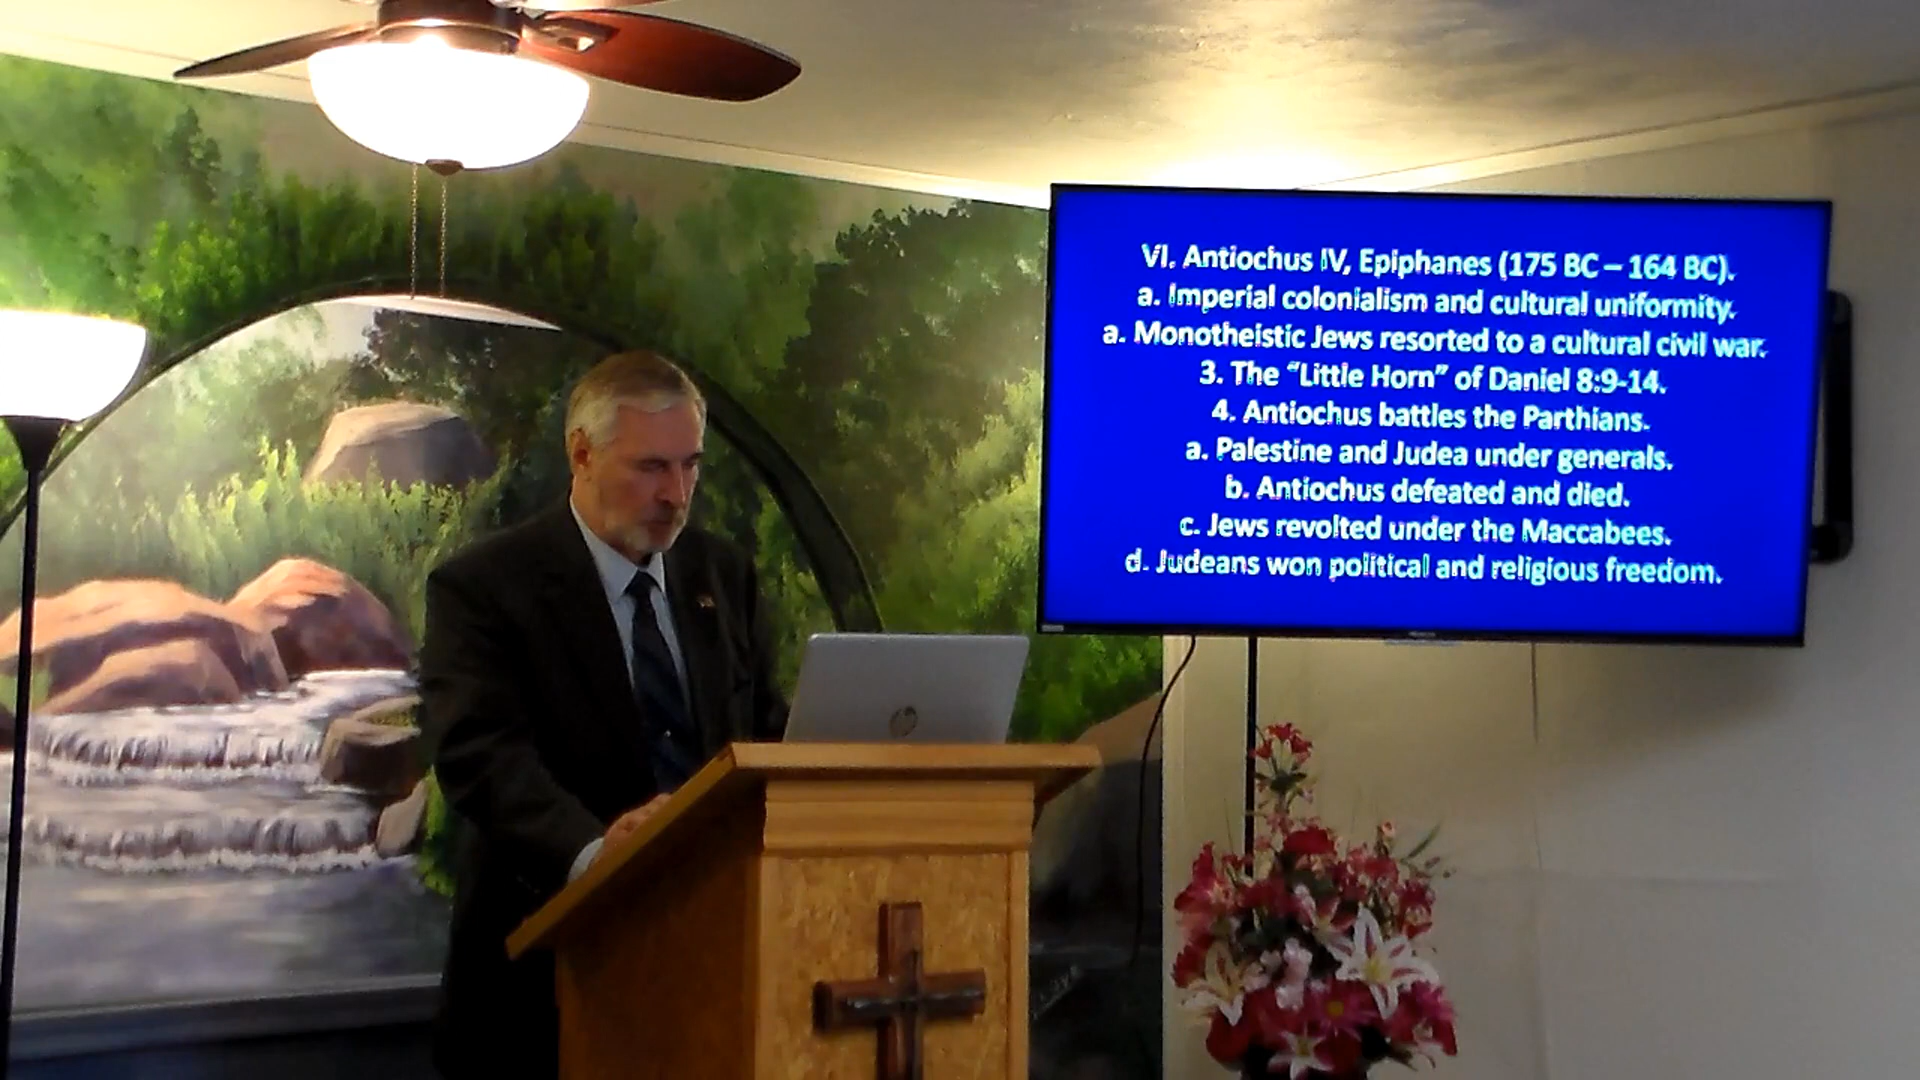 VI. Antiochus IV, Epiphanes (175 BC – 164 BC).
a. Imperial colonialism and cultural uniformity.
a. Monotheistic Jews resorted to a cultural civil war.
3. The “Little Horn” of Daniel 8:9-14.
4. Antiochus battles the Parthians.
a. Palestine and Judea under generals.
b. Antiochus defeated and died.
c. Jews revolted under the Maccabees.
d. Judeans won political and religious freedom.